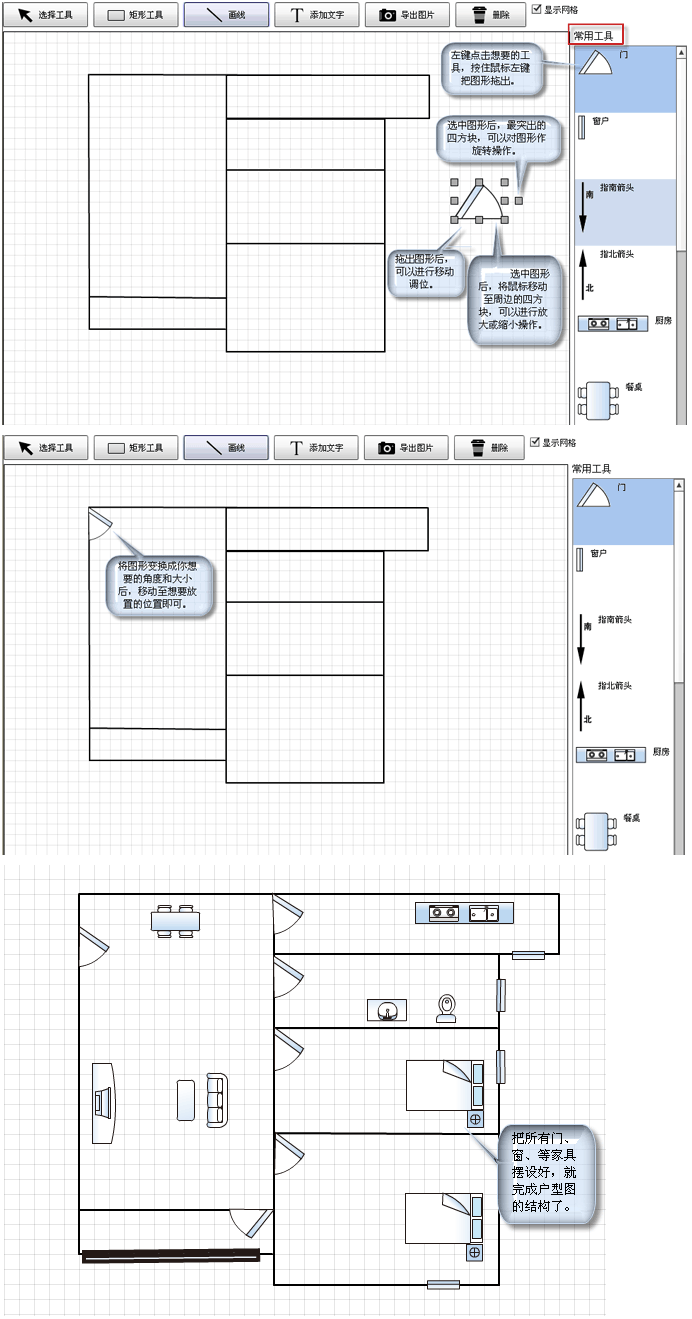 选择工具 矩形工具 画线 添加文字 导出图片 删除 显示网格
常用工具
左键点击想要的工
具，按住鼠标左键
把图形拖出。
门
选中图形后，最突出的
四方块，可以对图形作
旋转操作。
窗户
指南箭头
南
拖出图形后，
可以进行移动
调位。
选中图形
后，将鼠标移动
至周边的四方
块，可以进行放
大或缩小操作。
指北箭头
北
厨房
餐桌
选择工具 矩形工具 画线 添加文字 导出图片 删除 显示网格
常用工具
门
将图形变换成你想
要的角度和大小
后，移动至想要放
置的位置即可。
窗户
指南箭头
南
指北箭头
北
厨房
餐桌
把所有门、
窗、等家具
摆设好，就
完成户型图
的结构了。